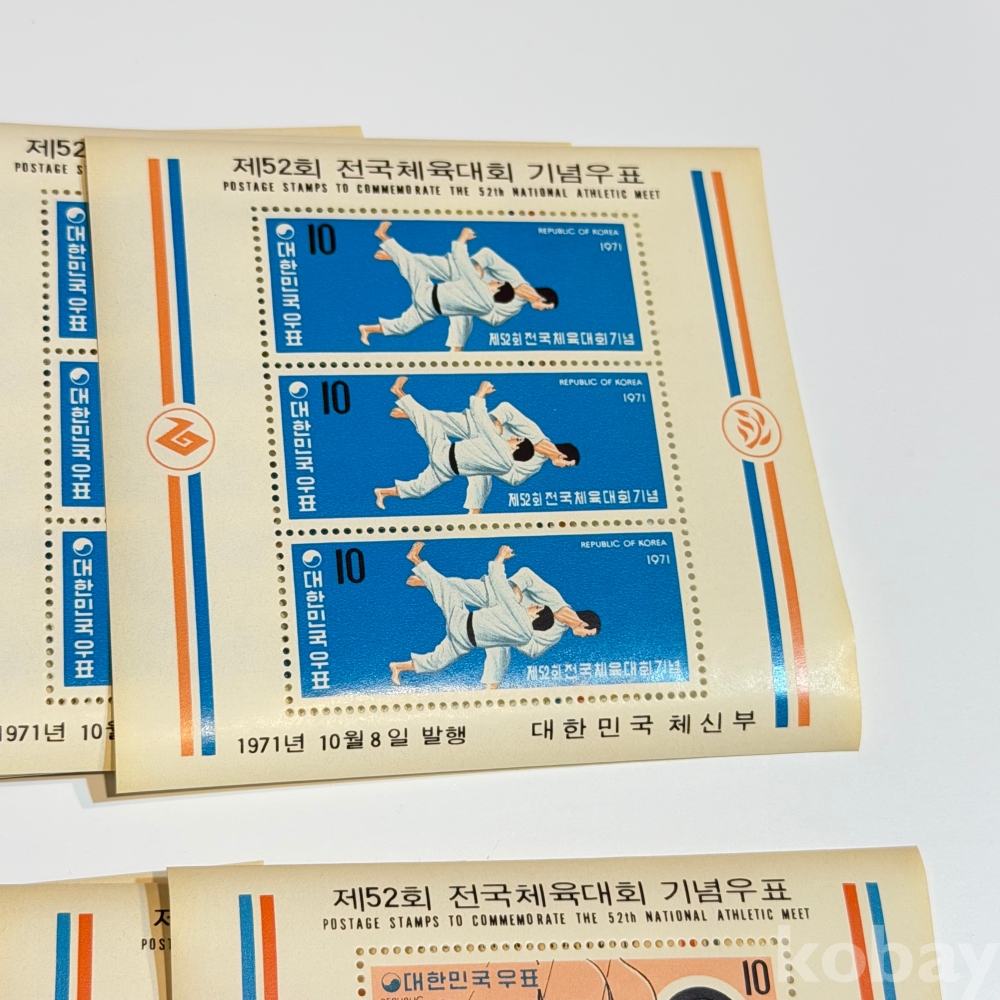 제52
POSTAGE S
대한민국우표
대한민국우표
대한민국우표
1971년 10
제52회 전국체육대회 기념우표
POSTAGE STAMPS TO COMMEMORATE THE 52th NATIONAL ATHLETIC MEET
대한민국우표
10
REPUBLIC OF KOREA
1971
제52회전국체육대회기념
대한민국우표
10
REPUBLIC OF KOREA
1971
제52회전국체육대회기념
대한민국우표
10
REPUBLIC OF KOREA
1971
제52회전국체육대회기념
1971년 10월 8일 발행
대한민국 체신부
POST
제52회 전국체육대회 기념우표
POSTAGE STAMPS TO COMMEMORATE THE 52th NATIONAL ATHLETIC MEET
대한민국우표
10
REPUBLIC OF KOREA
kobay